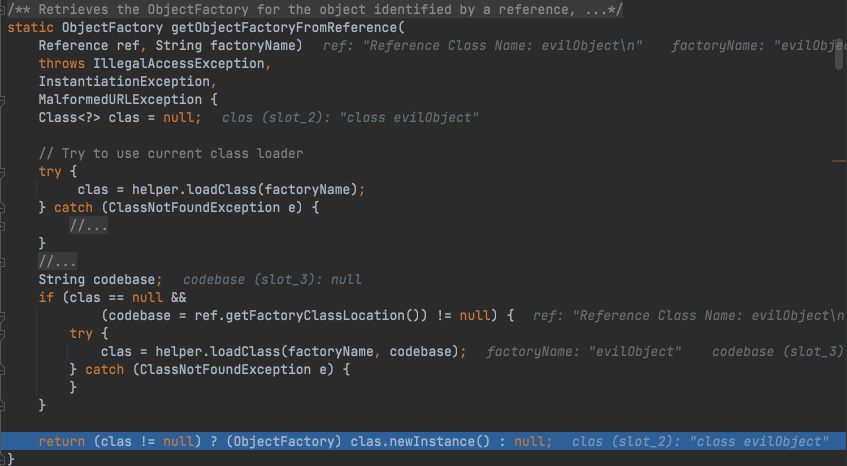 /** Retrieves the ObjectFactory for the object identified by a reference, ...*/
static ObjectFactory getObjectFactoryFromReference(
Reference ref, String factoryName) ref: "Reference Class Name: evilObject\n" factoryName: "evilObje
throws IllegalAccessException,
InstantiationException,
MalformedURLException {
Class<?> clas = null; clas (slot_2): "class evilObject"
// Try to use current class loader
try {
clas = helper.loadClass(factoryName);
} catch (ClassNotFoundException e) {
//...
}
//...
String codebase; codebase (slot_3): null
if (clas == null &&
(codebase = ref.getFactoryClassLocation()) != null) { ref: "Reference Class Name: evilObject\n
try {
clas = helper.loadClass(factoryName, codebase); factoryName: "evilObject" codebase (slot_3)
} catch (ClassNotFoundException e) {
}
}
return (clas != null) ? (ObjectFactory) clas.newInstance() : null; clas (slot_2): "class evilObject"
}